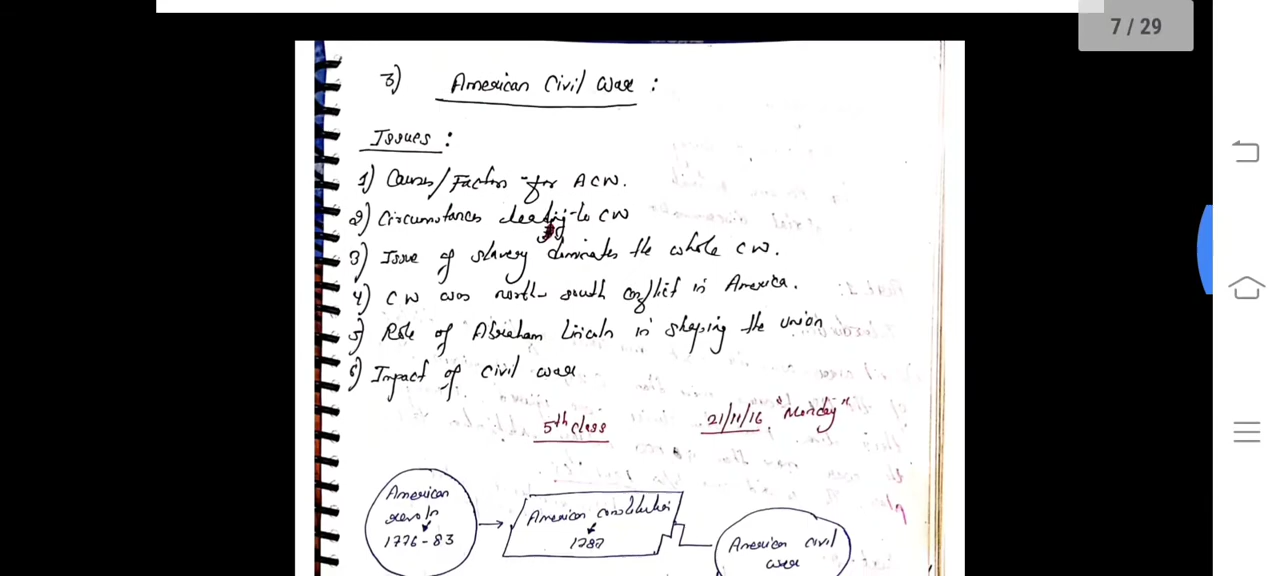 7 / 29
3) American Civil War :
Issues :
1) Causes/Factors for ACW.
2) Circumstances leading to CW
3) Issue of slavery dominates the whole CW.
4) CW was north-south conflict in America.
5) Role of Abraham Lincoln in shaping the union
6) Impact of civil war
5th class 21/11/16 "Monday"
American revoln 1776-83
American constitution 1787
American civil war